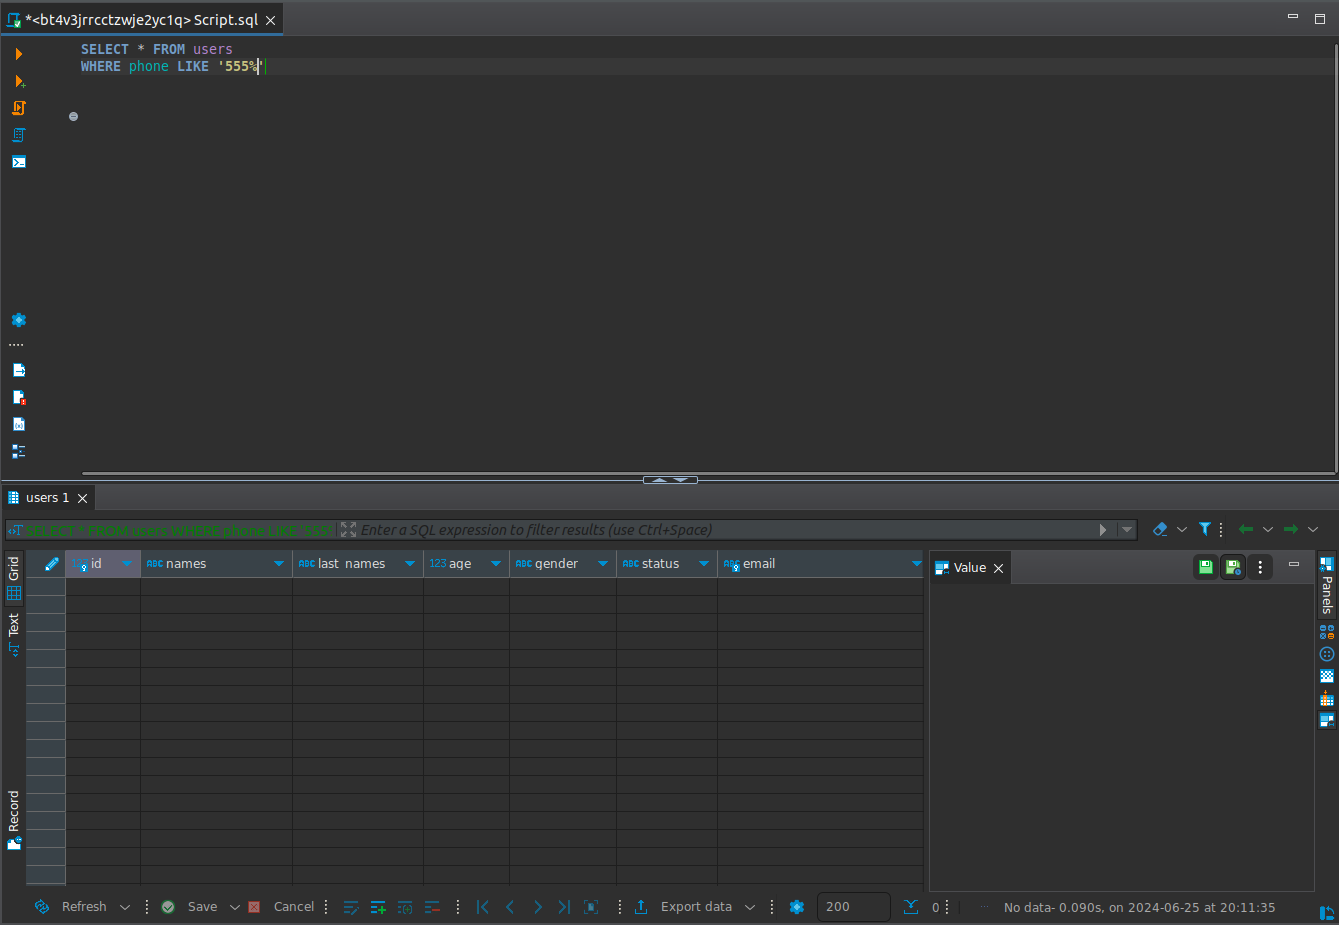 *<bt4v3jrrcctzwje2yc1q> Script.sql
SELECT * FROM users
WHERE phone LIKE '555%'
users 1
SELECT * FROM users WHERE phone LIKE '555
Enter a SQL expression to filter results (use Ctrl+Space)
Grid
Text
Record
id
ABC names
ABC last_names
123 age
ABC gender
ABC status
ABC email
Value
Panels
Refresh
Save
Cancel
Export data
200
0
No data- 0.090s, on 2024-06-25 at 20:11:35